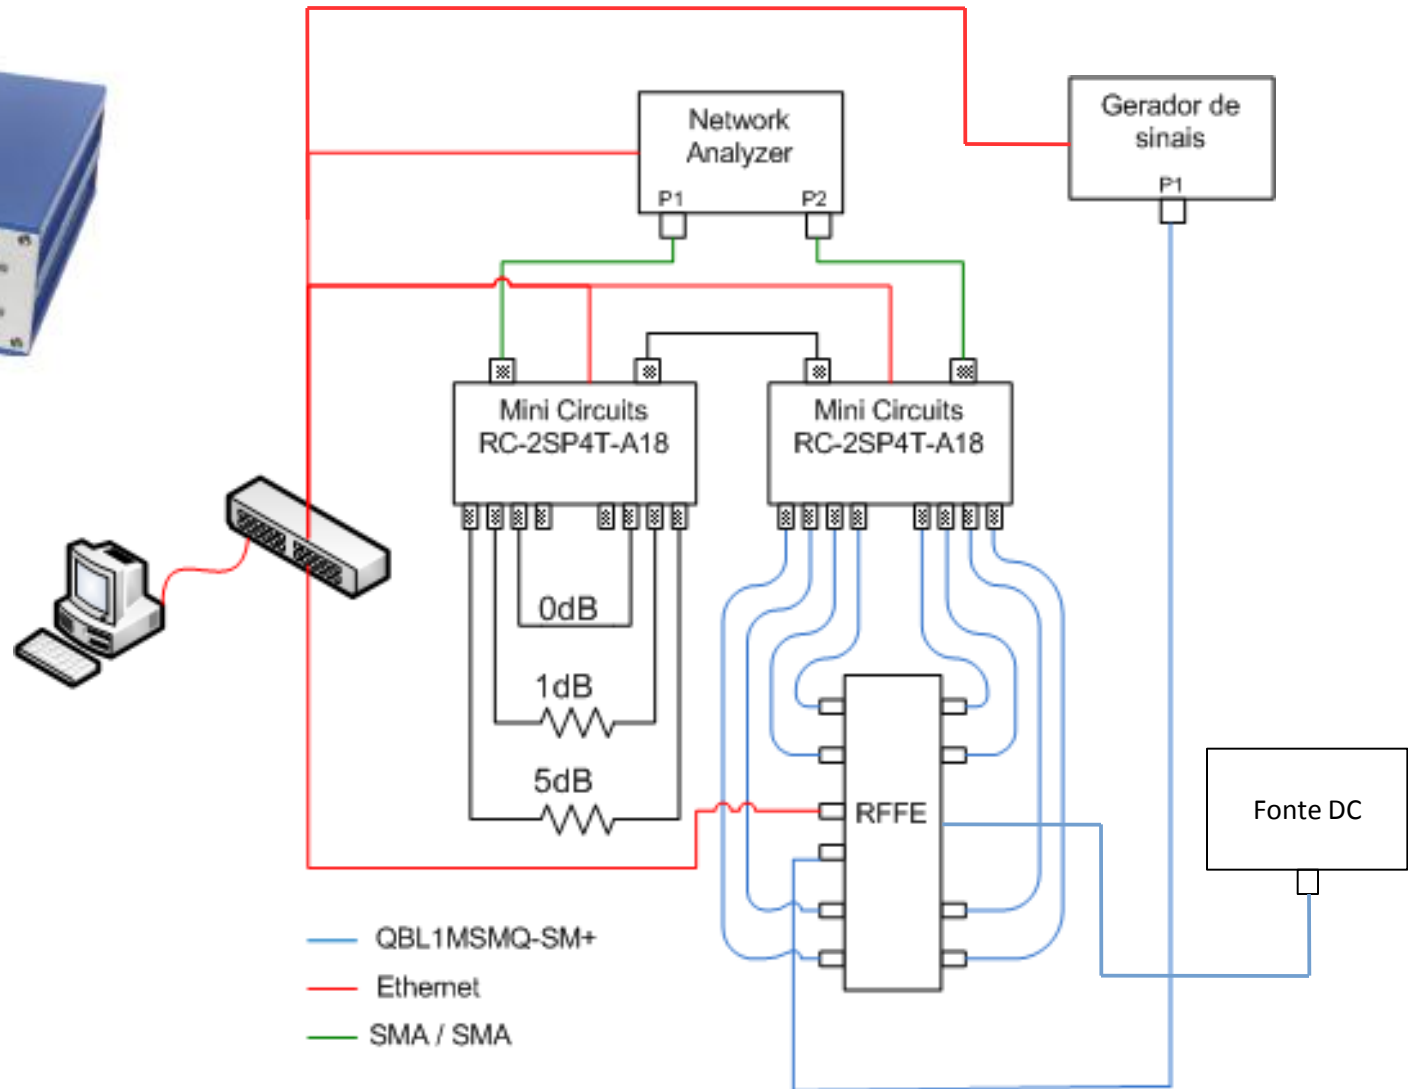 Network
Analyzer
P1
P2
Gerador de
sinais
P1
Mini Circuits
RC-2SP4T-A18
Mini Circuits
RC-2SP4T-A18
0dB
1dB
5dB
RFFE
Fonte DC
QBL1MSMQ-SM+
Ethernet
SMA / SMA